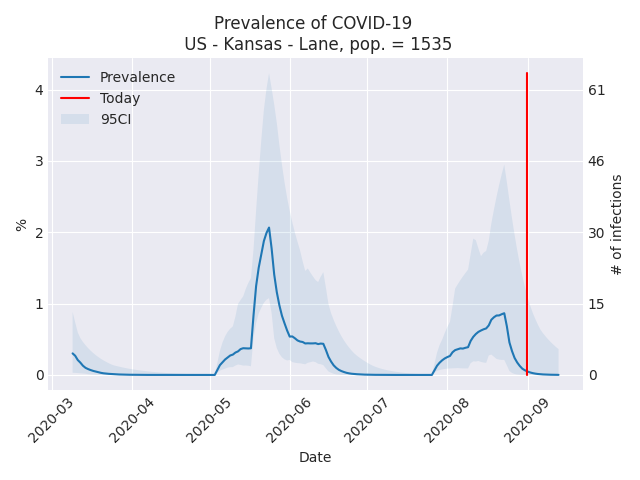 Prevalence of COVID-19
US - Kansas - Lane, pop. = 1535
Prevalence
Today
95CI
4
3
2
1
0
%
61
46
30
15
0
# of infections
2020-03
2020-04
2020-05
2020-06
2020-07
2020-08
2020-09
Date